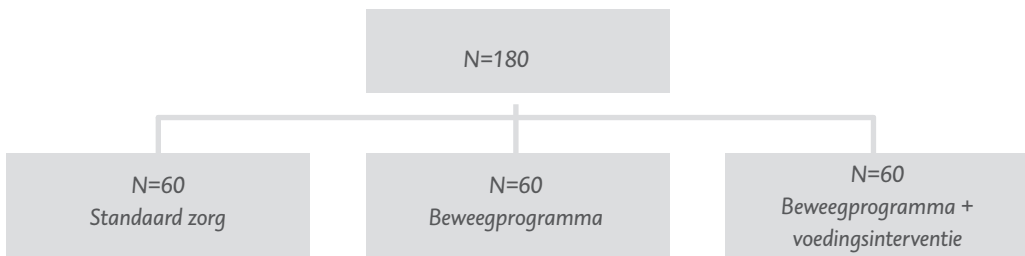 N=180
N=60
Standaard zorg
N=60
Beweegprogramma
N=60
Beweegprogramma +
voedingsinterventie